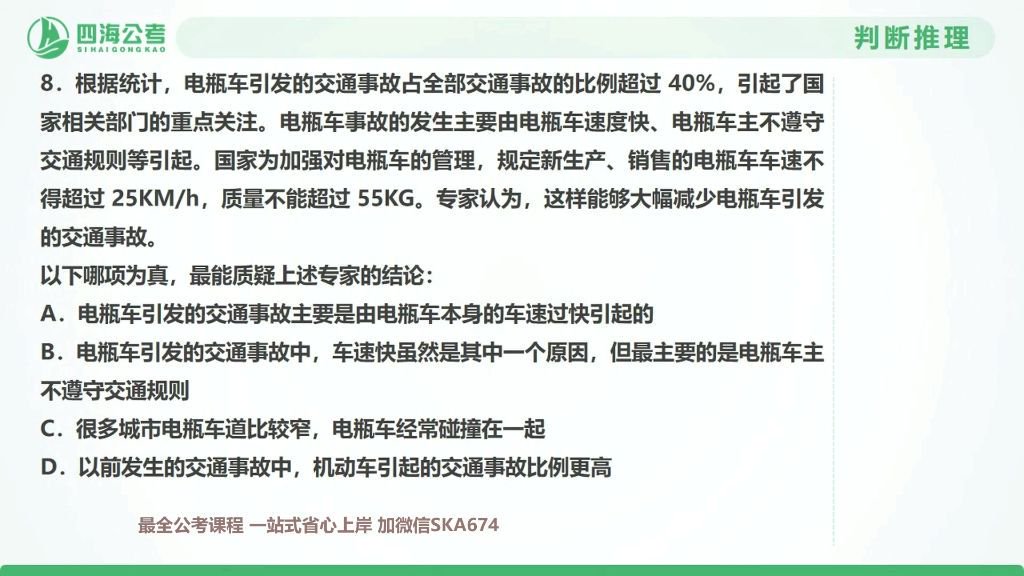 四海公考
SIHAIGONGKAO
判断推理
8．根据统计，电瓶车引发的交通事故占全部交通事故的比例超过 40%，引起了国
家相关部门的重点关注。电瓶车事故的发生主要由电瓶车速度快、电瓶车主不遵守
交通规则等引起。国家为加强对电瓶车的管理，规定新生产、销售的电瓶车车速不
得超过 25KM/h，质量不能超过 55KG。专家认为，这样能够大幅减少电瓶车引发
的交通事故。
以下哪项为真，最能质疑上述专家的结论：
A．电瓶车引发的交通事故主要是由电瓶车本身的车速过快引起的
B．电瓶车引发的交通事故中，车速快虽然是其中一个原因，但最主要的是电瓶车主
不遵守交通规则
C．很多城市电瓶车道比较窄，电瓶车经常碰撞在一起
D．以前发生的交通事故中，机动车引起的交通事故比例更高
最全公考课程 一站式省心上岸 加微信SKA674